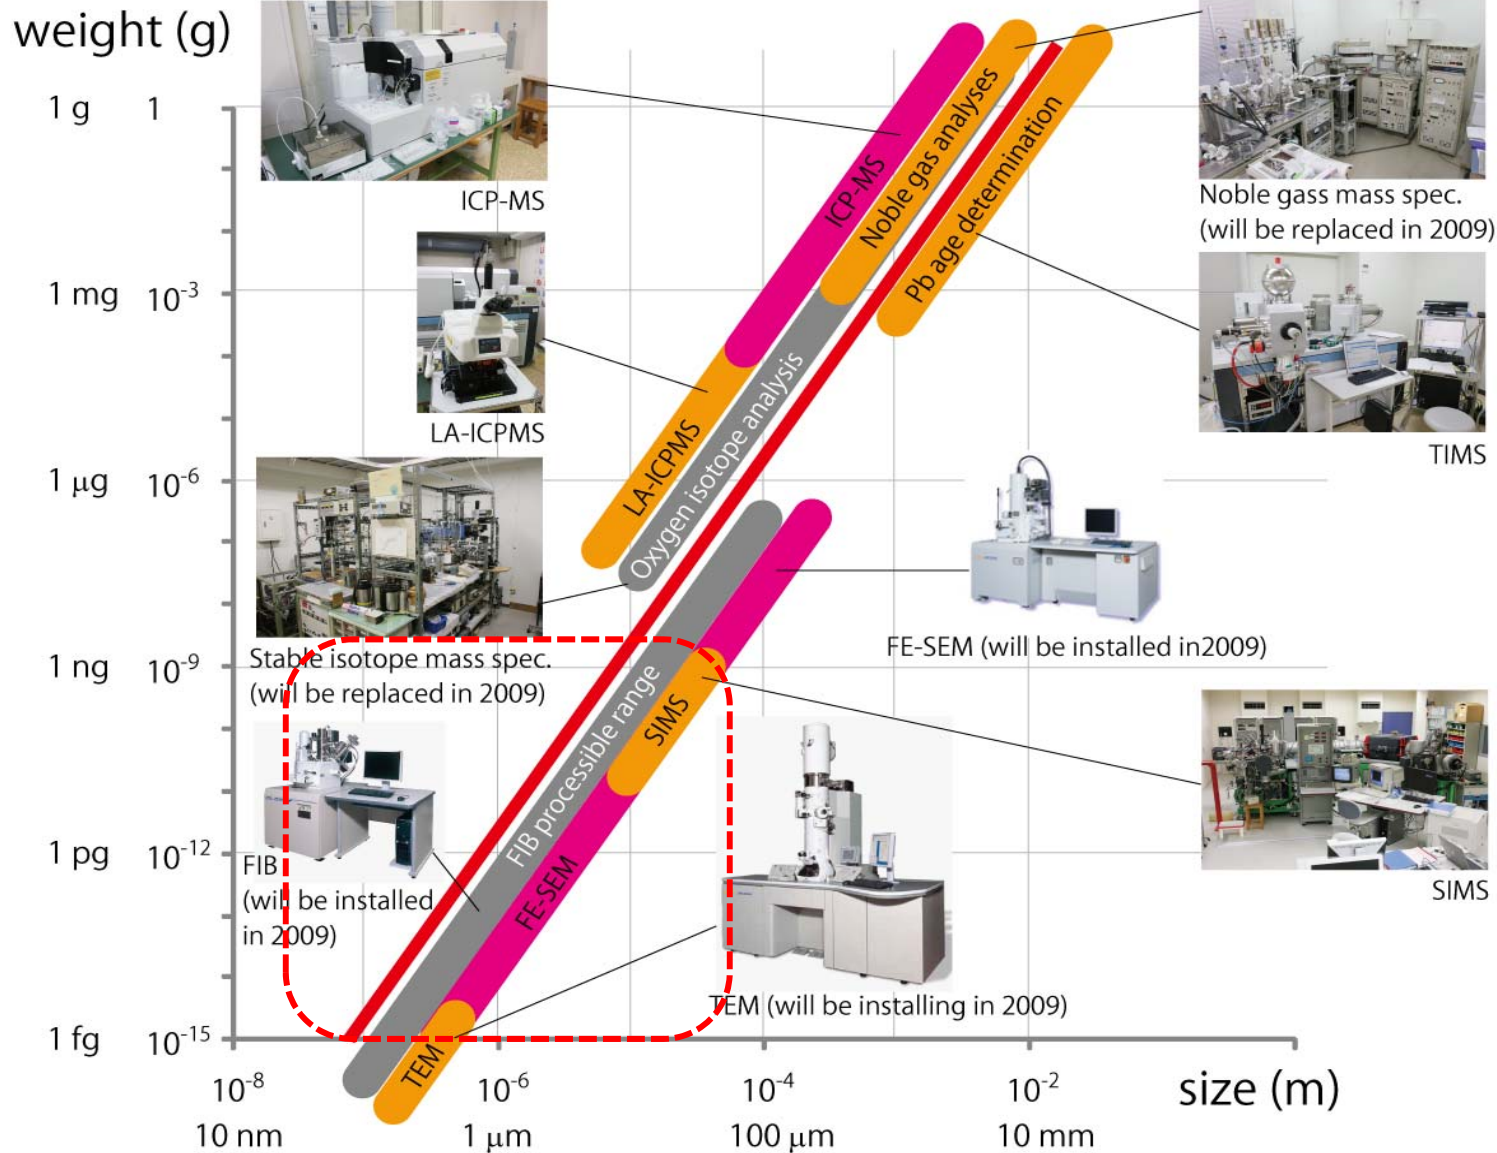 weight (g)
1 g 1
1 mg 10⁻³
1 μg 10⁻⁶
1 ng 10⁻⁹
1 pg 10⁻¹²
1 fg 10⁻¹⁵
ICP-MS
LA-ICPMS
Stable isotope mass spec.
(will be replaced in 2009)
FIB
(will be installed
in 2009)
ICP-MS
Noble gas analyses
Pb age determination
LA-ICPMS
Oxygen isotope analysis
FIB processible range
SIMS
FE-SEM
TEM
Noble gass mass spec.
(will be replaced in 2009)
TIMS
FE-SEM (will be installed in2009)
SIMS
TEM (will be installing in 2009)
10⁻⁸ 10⁻⁶ 10⁻⁴ 10⁻² size (m)
10 nm 1 μm 100 μm 10 mm